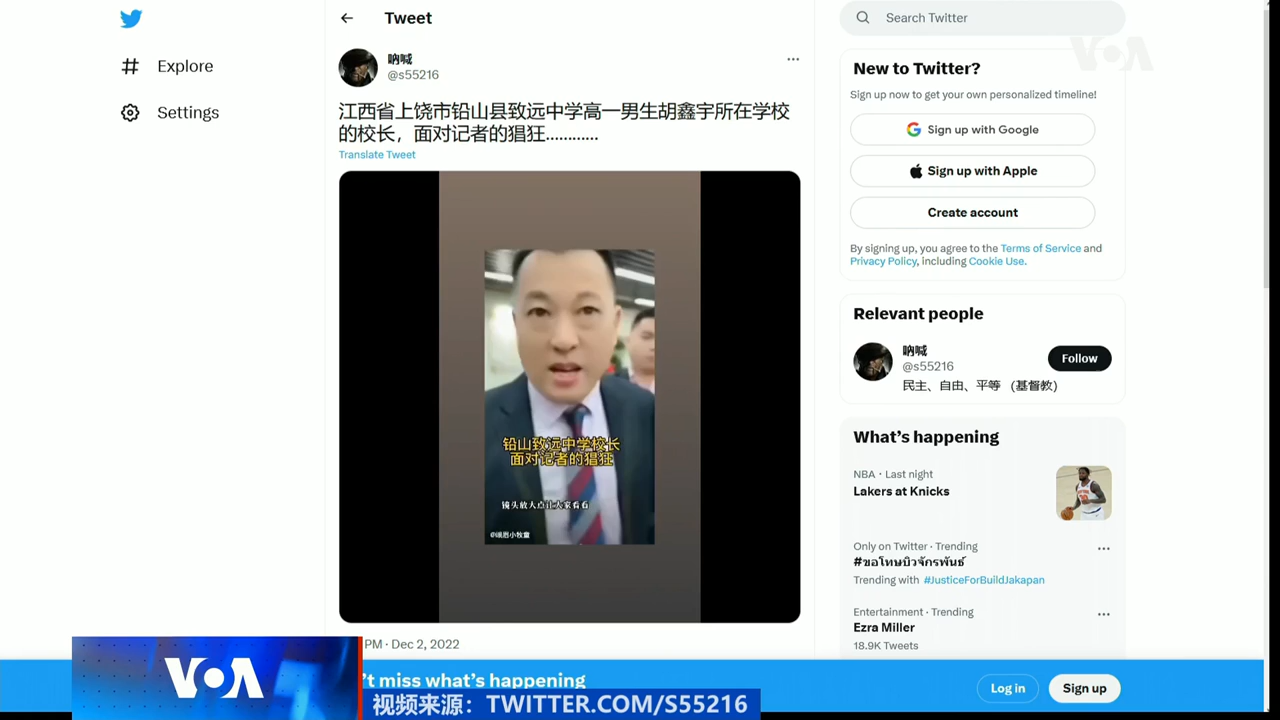 Tweet
Search Twitter
VOA
Explore
Settings
呐喊
@s55216
江西省上饶市铅山县致远中学高一男生胡鑫宇所在学校
的校长，面对记者的猖狂............
Translate Tweet
铅山致远中学校长
面对记者的猖狂
镜头放大点让大家看看
PM · Dec 2, 2022
New to Twitter?
Sign up now to get your own personalized timeline!
Sign up with Google
Sign up with Apple
Create account
By signing up, you agree to the Terms of Service and
Privacy Policy, including Cookie Use.
Relevant people
呐喊
@s55216
Follow
民主、自由、平等 （基督教）
What's happening
NBA · Last night
Lakers at Knicks
Only on Twitter · Trending
#ขอโทษบิวจักรพันธ์
Trending with #JusticeForBuildJakapan
Entertainment · Trending
Ezra Miller
18.9K Tweets
't miss what's happening
Log in
Sign up
VOA
视频来源：TWITTER.COM/S55216